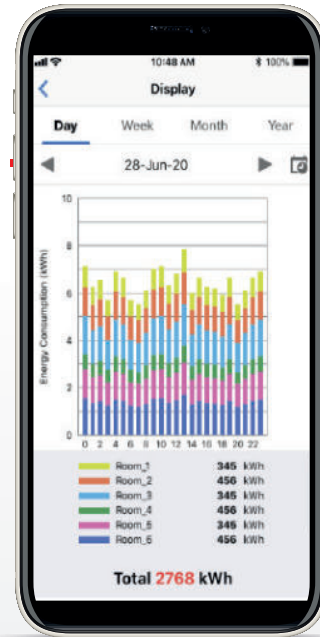 10:48 AM
100%
Display
Day Week Month Year
28-Jun-20
Energy Consumption (kWh)
10
8
6
4
2
0
0 2 4 6 8 10 12 14 16 18 20 22
Room_1 345 kWh
Room_2 456 kWh
Room_3 345 kWh
Room_4 456 kWh
Room_5 345 kWh
Room_6 456 kWh
Total 2768 kWh